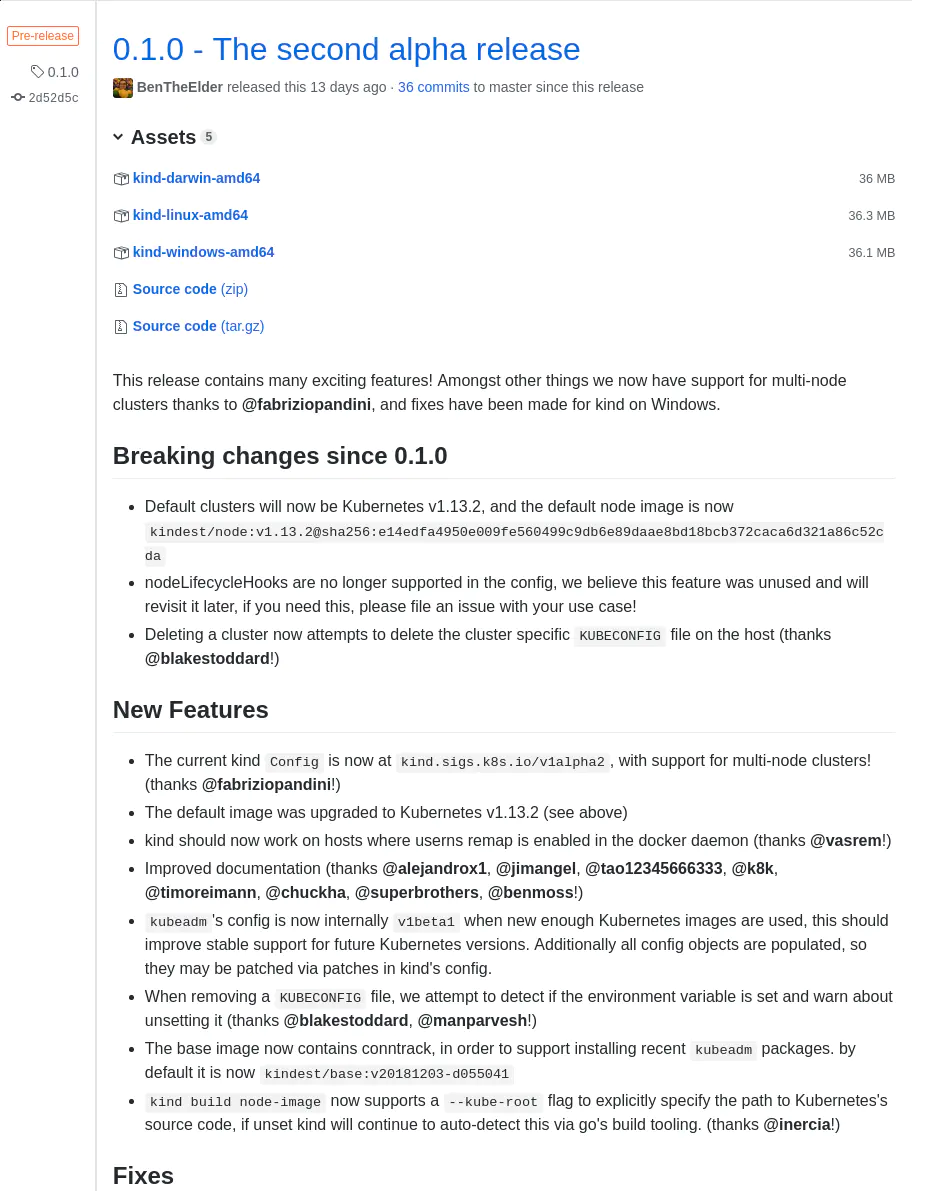 Pre-release
0.1.0
2d52d5c
0.1.0 - The second alpha release
BenTheElder released this 13 days ago · 36 commits to master since this release
Assets 5
kind-darwin-amd64 36 MB
kind-linux-amd64 36.3 MB
kind-windows-amd64 36.1 MB
Source code (zip)
Source code (tar.gz)
This release contains many exciting features! Amongst other things we now have support for multi-node
clusters thanks to @fabriziopandini, and fixes have been made for kind on Windows.
Breaking changes since 0.1.0
Default clusters will now be Kubernetes v1.13.2, and the default node image is now
kindest/node:v1.13.2@sha256:e14edfa4950e009fe560499c9db6e89daae8bd18bcb372caca6d321a86c52c
da
nodeLifecycleHooks are no longer supported in the config, we believe this feature was unused and will
revisit it later, if you need this, please file an issue with your use case!
Deleting a cluster now attempts to delete the cluster specific KUBECONFIG file on the host (thanks
@blakestoddard!)
New Features
The current kind Config is now at kind.sigs.k8s.io/v1alpha2, with support for multi-node clusters!
(thanks @fabriziopandini!)
The default image was upgraded to Kubernetes v1.13.2 (see above)
kind should now work on hosts where userns remap is enabled in the docker daemon (thanks @vasrem!)
Improved documentation (thanks @alejandrox1, @jimangel, @tao12345666333, @k8k,
@timoreimann, @chuckha, @superbrothers, @benmoss!)
kubeadm's config is now internally v1beta1 when new enough Kubernetes images are used, this should
improve stable support for future Kubernetes versions. Additionally all config objects are populated, so
they may be patched via patches in kind's config.
When removing a KUBECONFIG file, we attempt to detect if the environment variable is set and warn about
unsetting it (thanks @blakestoddard, @manparvesh!)
The base image now contains conntrack, in order to support installing recent kubeadm packages. by
default it is now kindest/base:v20181203-d055041
kind build node-image now supports a --kube-root flag to explicitly specify the path to Kubernetes's
source code, if unset kind will continue to auto-detect this via go's build tooling. (thanks @inercia!)
Fixes